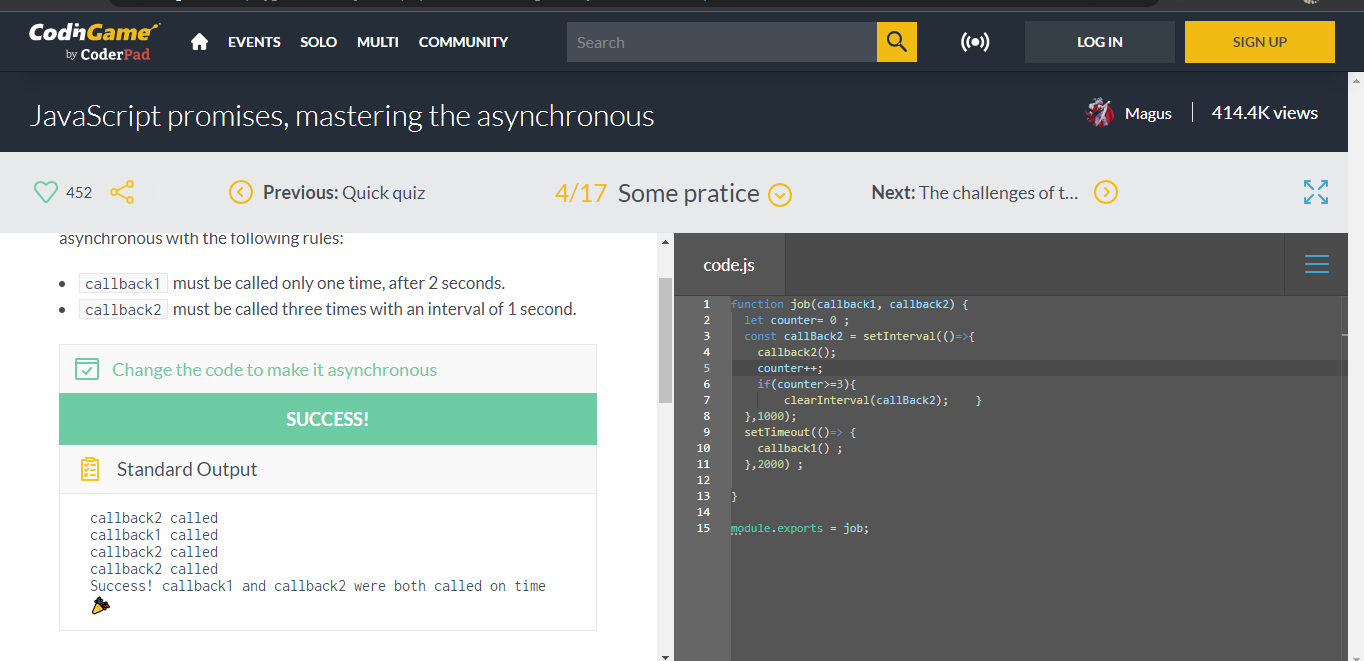 CodinGame
by CoderPad
EVENTS SOLO MULTI COMMUNITY
Search
LOG IN
SIGN UP
JavaScript promises, mastering the asynchronous
Magus
414.4K views
452
Previous: Quick quiz
4/17 Some pratice
Next: The challenges of t...
asynchronous with the following rules:
callback1 must be called only one time, after 2 seconds.
callback2 must be called three times with an interval of 1 second.
Change the code to make it asynchronous
SUCCESS!
Standard Output
callback2 called
callback1 called
callback2 called
callback2 called
Success! callback1 and callback2 were both called on time
code.js
1 function job(callback1, callback2) {
2 let counter= 0 ;
3 const callBack2 = setInterval(()=>{
4 callback2();
5 counter++;
6 if(counter>=3){
7 clearInterval(callBack2); }
8 },1000);
9 setTimeout(()=> {
10 callback1() ;
11 },2000) ;
12
13 }
14
15 module.exports = job;